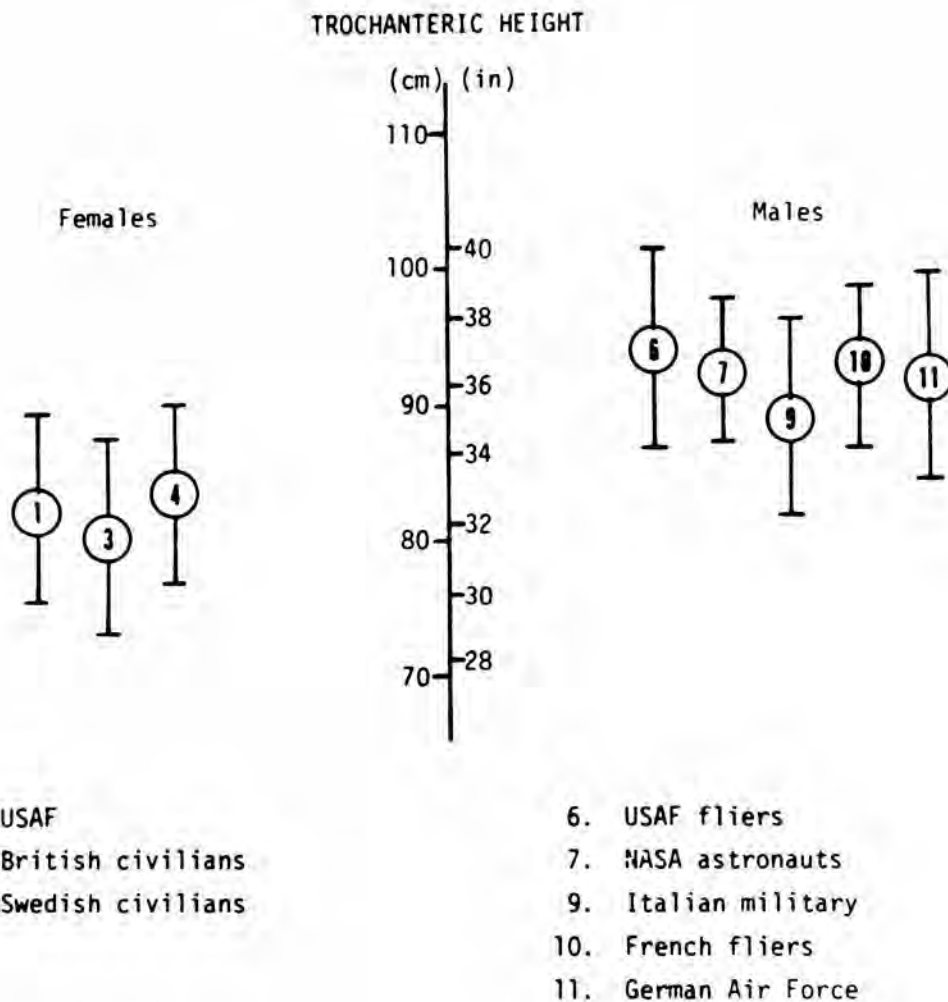 TROCHANTERIC HEIGHT
(cm) (in)
110
Females
Males
40
100
38
36
90
34
32
80
30
28
70
6
7
9
10
11
1
3
4
USAF
British civilians
Swedish civilians
6. USAF fliers
7. NASA astronauts
9. Italian military
10. French fliers
11. German Air Force